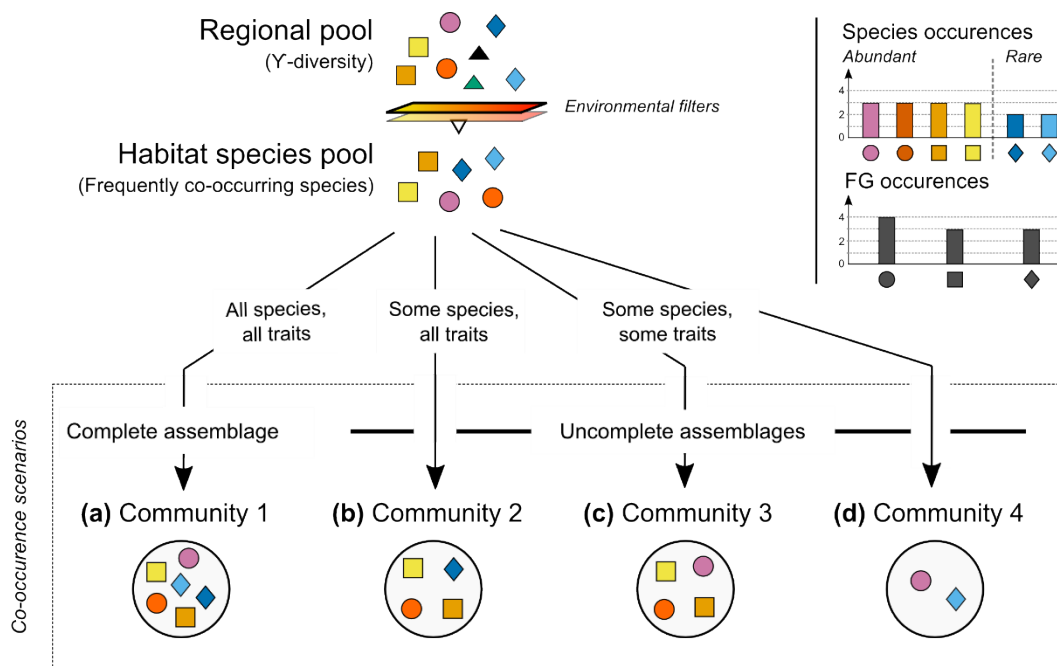 Regional pool
(ϒ-diversity)
Environmental filters
Habitat species pool
(Frequently co-occuring species)
Species occurences
Abundant
Rare
4
2
0
FG occurences
4
2
0
All species,
all traits
Some species,
all traits
Some species,
some traits
Co-occurence scenarios
Complete assemblage
Uncomplete assemblages
(a) Community 1
(b) Community 2
(c) Community 3
(d) Community 4